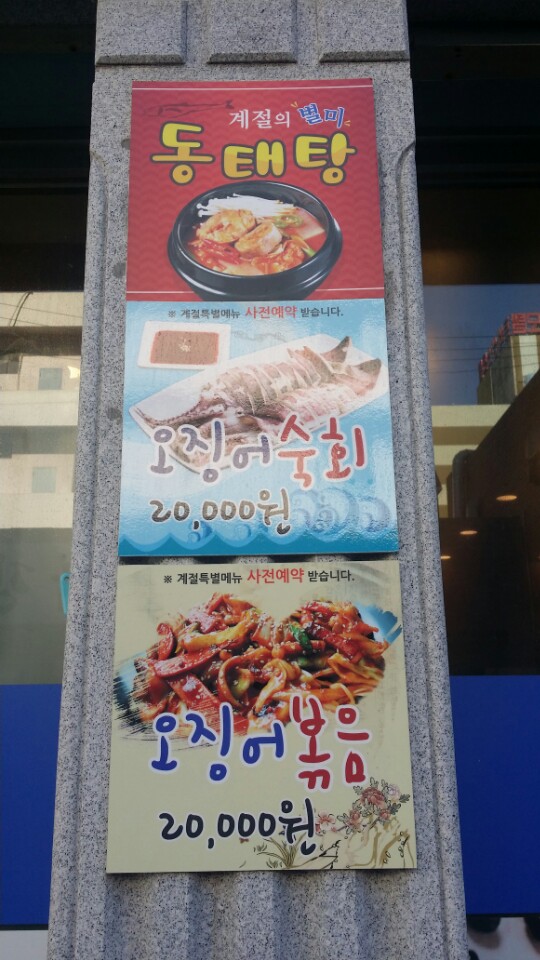 계절의 별미
동태탕
※ 계절특별메뉴 사전예약 받습니다.
오징어숙회
20,000원
※ 계절특별메뉴 사전예약 받습니다.
오징어볶음
20,000원